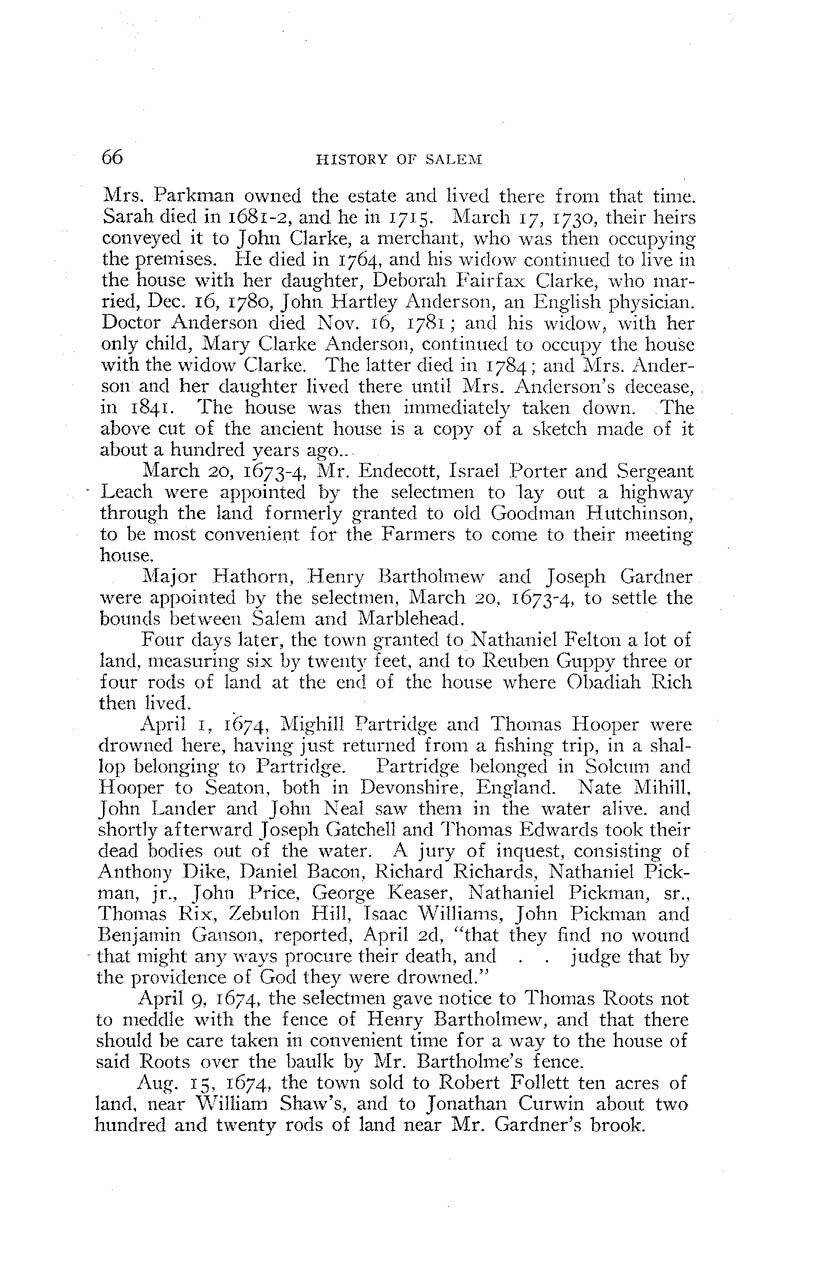 66 HISTORY OF SALEM
Mrs. Parkman owned the estate and lived there from that time.
Sarah died in 1681-2, and he in 1715. March 17, 1730, their heirs
conveyed it to John Clarke, a merchant, who was then occupying
the premises. He died in 1764, and his widow continued to live in
the house with her daughter, Deborah Fairfax Clarke, who mar-
ried, Dec. 16, 1780, John Hartley Anderson, an English physician.
Doctor Anderson died Nov. 16, 1781; and his widow, with her
only child, Mary Clarke Anderson, continued to occupy the house
with the widow Clarke. The latter died in 1784; and Mrs. Ander-
son and her daughter lived there until Mrs. Anderson's decease,
in 1841. The house was then immediately taken down. The
above cut of the ancient house is a copy of a sketch made of it
about a hundred years ago..
March 20, 1673-4, Mr. Endecott, Israel Porter and Sergeant
Leach were appointed by the selectmen to lay out a highway
through the land formerly granted to old Goodman Hutchinson,
to be most convenient for the Farmers to come to their meeting
house.
Major Hathorn, Henry Bartholmew and Joseph Gardner
were appointed by the selectmen, March 20, 1673-4, to settle the
bounds between Salem and Marblehead.
Four days later, the town granted to Nathaniel Felton a lot of
land, measuring six by twenty feet, and to Reuben Guppy three or
four rods of land at the end of the house where Obadiah Rich
then lived.
April 1, 1674, Mighill Partridge and Thomas Hooper were
drowned here, having just returned from a fishing trip, in a shal-
lop belonging to Partridge. Partridge belonged in Solcum and
Hooper to Seaton, both in Devonshire, England. Nate Mihill,
John Lander and John Neal saw them in the water alive. and
shortly afterward Joseph Gatchell and Thomas Edwards took their
dead bodies out of the water. A jury of inquest, consisting of
Anthony Dike, Daniel Bacon, Richard Richards, Nathaniel Pick-
man, jr., John Price, George Keaser, Nathaniel Pickman, sr.,
Thomas Rix, Zebulon Hill, Isaac Williams, John Pickman and
Benjamin Ganson, reported, April 2d, "that they find no wound
that might any ways procure their death, and . . judge that by
the providence of God they were drowned."
April 9, 1674, the selectmen gave notice to Thomas Roots not
to meddle with the fence of Henry Bartholmew, and that there
should be care taken in convenient time for a way to the house of
said Roots over the baulk by Mr. Bartholme's fence.
Aug. 15, 1674, the town sold to Robert Follett ten acres of
land, near William Shaw's, and to Jonathan Curwin about two
hundred and twenty rods of land near Mr. Gardner's brook.